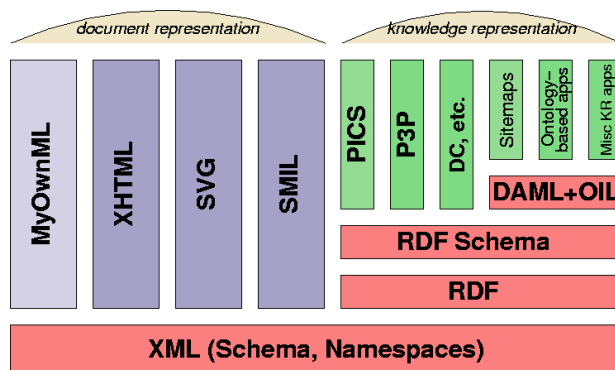 document representation
knowledge representation
MyOwnML
XHTML
SVG
SMIL
PICS
P3P
DC, etc.
Sitemaps
Ontology–
based apps
Misc KR apps
DAML+OIL
RDF Schema
RDF
XML (Schema, Namespaces)